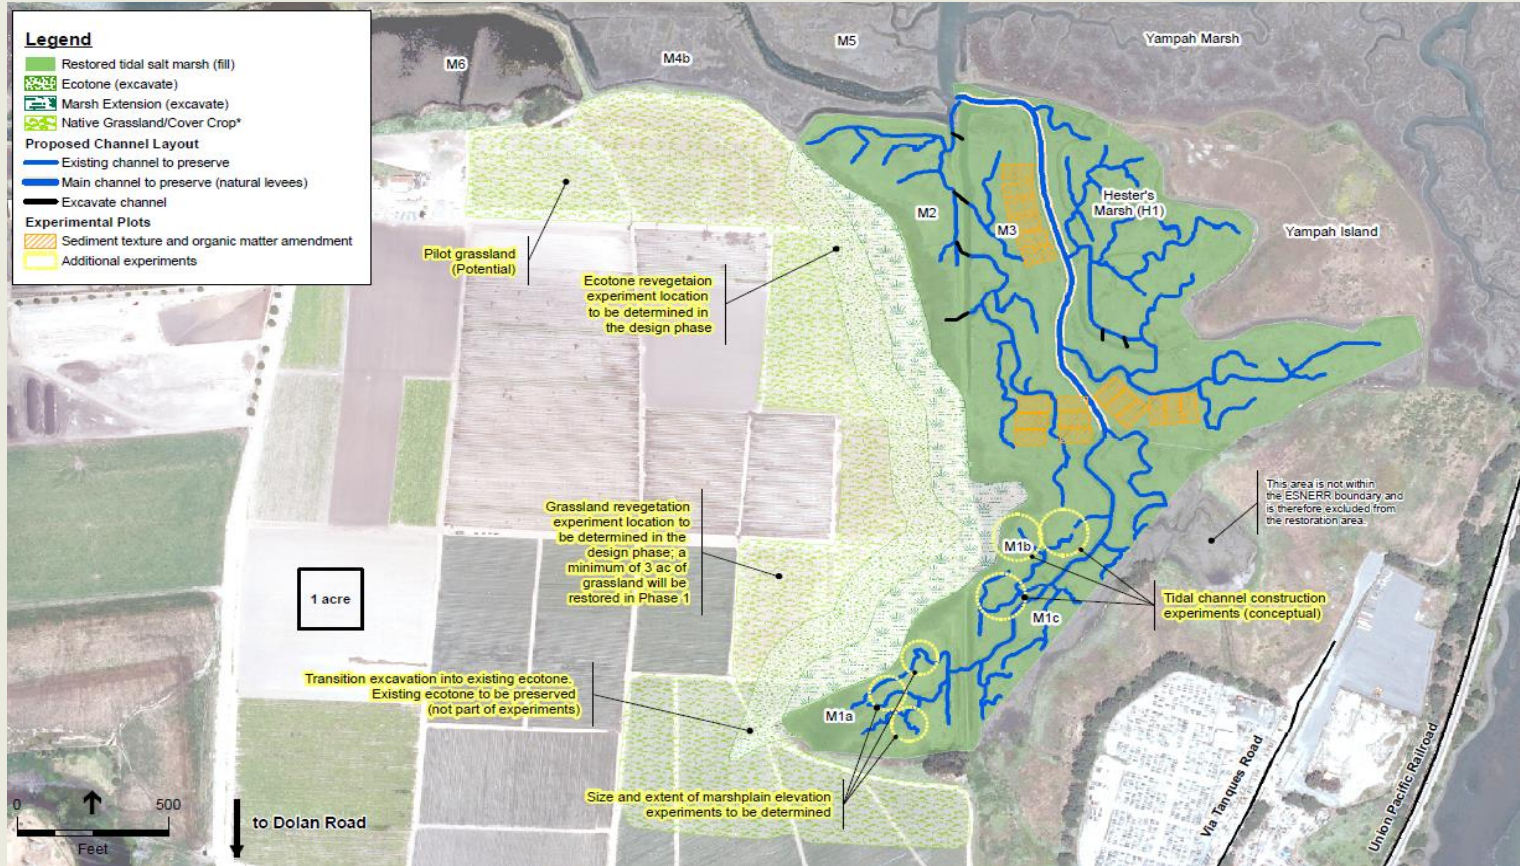 Legend
Restored tidal salt marsh (fill)
Ecotone (excavate)
Marsh Extension (excavate)
Native Grassland/Cover Crop*
Proposed Channel Layout
Existing channel to preserve
Main channel to preserve (natural levees)
Excavate channel
Experimental Plots
Sediment texture and organic matter amendment
Additional experiments
M6
M4b
M5
Yampah Marsh
M2
M3
Hester's
Marsh (H1)
Yampah Island
Pilot grassland
(Potential)
Ecotone revegetaion
experiment location
to be determined in
the design phase
Grassland revegetation
experiment location to
be determined in the
design phase; a
minimum of 3 ac of
grassland will be
restored in Phase 1
This area is not within
the ESNERR boundary and
is therefore excluded from
the restoration area.
1 acre
M1b
M1c
Tidal channel construction
experiments (conceptual)
Transition excavation into existing ecotone.
Existing ecotone to be preserved
(not part of experiments)
M1a
Size and extent of marshplain elevation
experiments to be determined
0 500
Feet
to Dolan Road
Via Tanques Road
Union Pacific Railroad